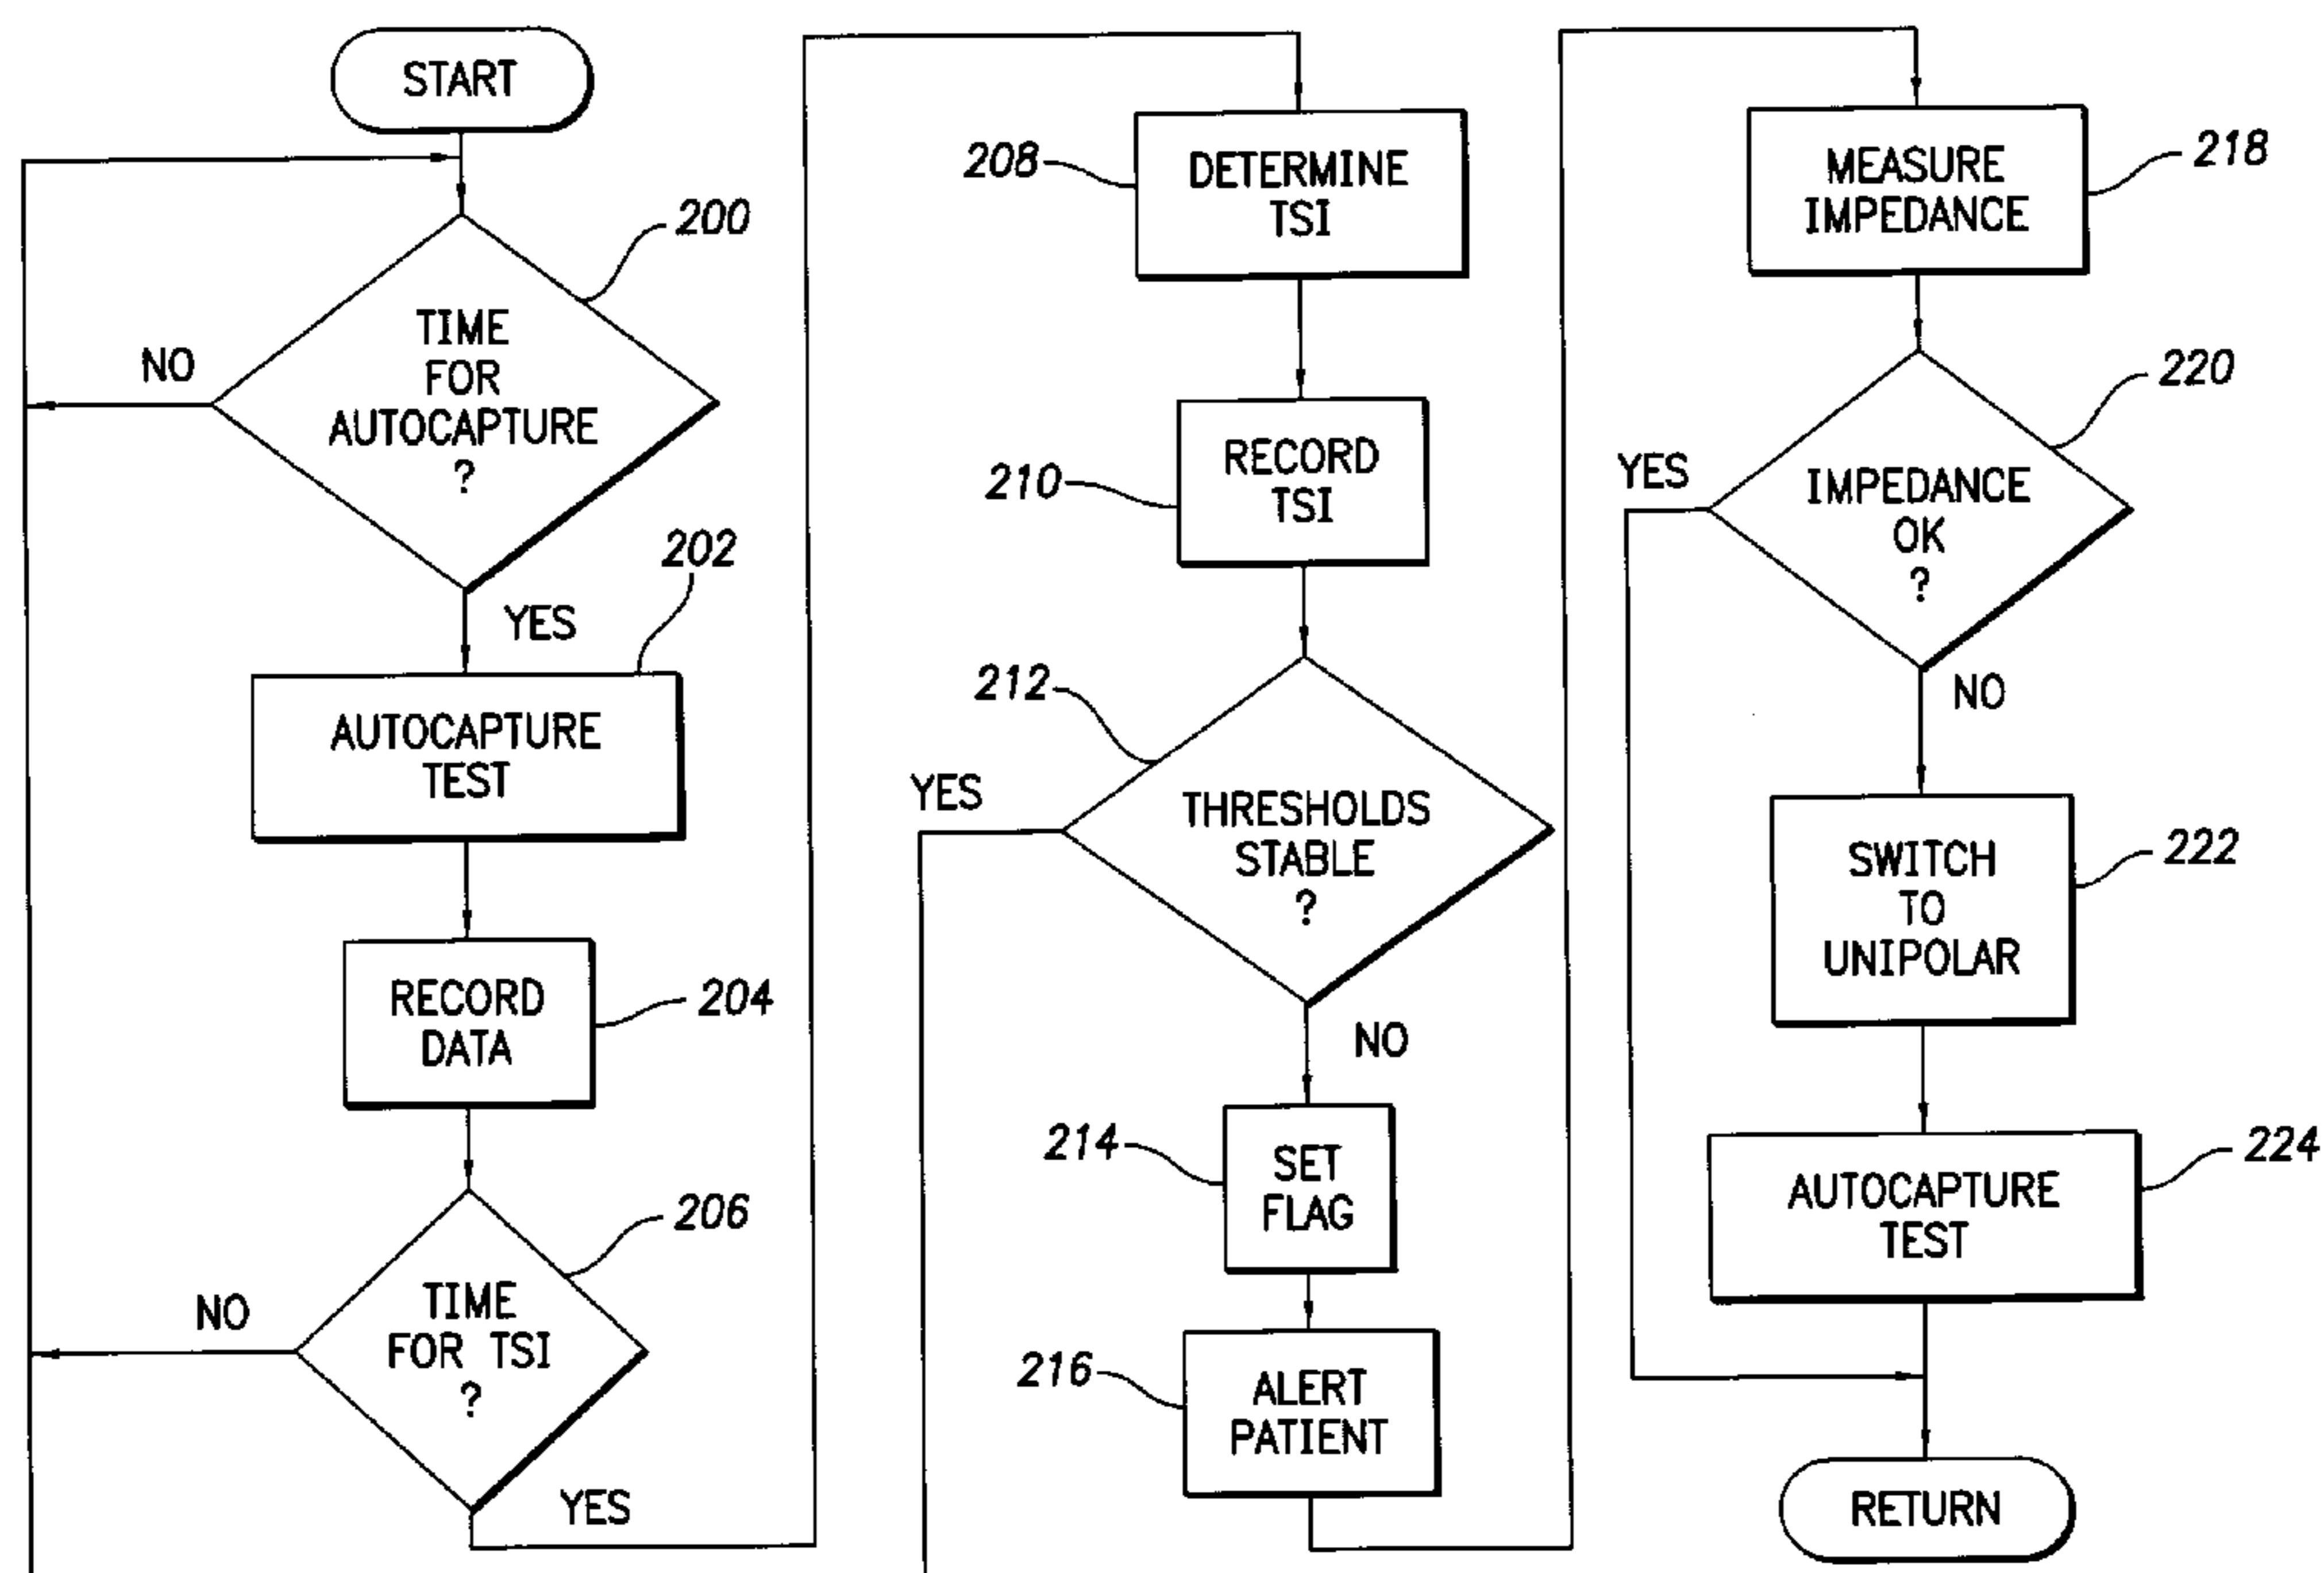 START
200
TIME
FOR
AUTOCAPTURE
?
NO
YES
202
AUTOCAPTURE
TEST
RECORD
DATA
204
206
TIME
FOR TSI
?
NO
YES
208
DETERMINE
TSI
210
RECORD
TSI
212
YES
THRESHOLDS
STABLE
?
NO
214
SET
FLAG
216
ALERT
PATIENT
MEASURE
IMPEDANCE
218
220
YES
IMPEDANCE
OK
?
NO
SWITCH
TO
UNIPOLAR
222
224
AUTOCAPTURE
TEST
RETURN